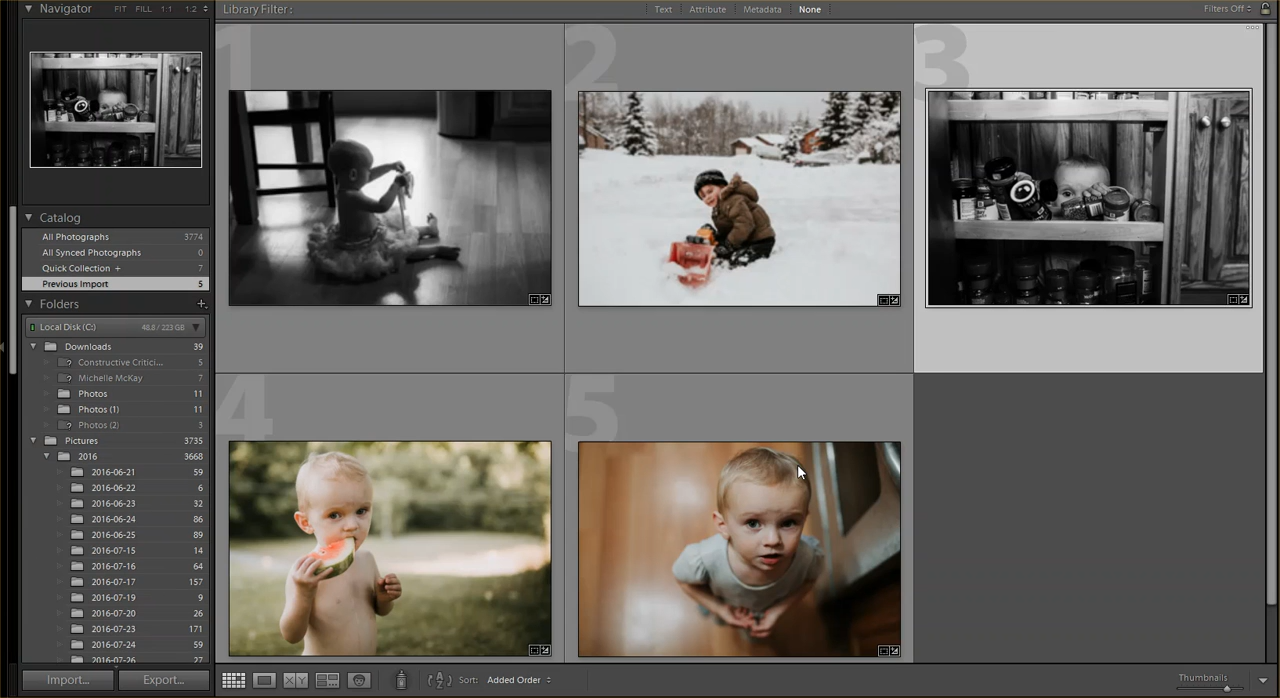 Navigator FIT FILL 1:1 1:2
Library Filter : Text Attribute Metadata None Filters Off
1 2 3
Catalog
All Photographs 3774
All Synced Photographs 0
Quick Collection + 7
Previous Import 5
Folders +
Local Disk (C:) 48.8 / 223 GB
Downloads 39
Constructive Critici... 5
Michelle McKay 7
Photos 11
Photos (1) 11
Photos (2) 3
4 5
Pictures 3735
2016 3668
2016-06-21 59
2016-06-22 6
2016-06-23 32
2016-06-24 86
2016-06-25 89
2016-07-15 14
2016-07-16 64
2016-07-17 157
2016-07-19 9
2016-07-20 26
2016-07-23 171
2016-07-24 59
2016-07-26 27
Import... Export... XY Sort: Added Order Thumbnails